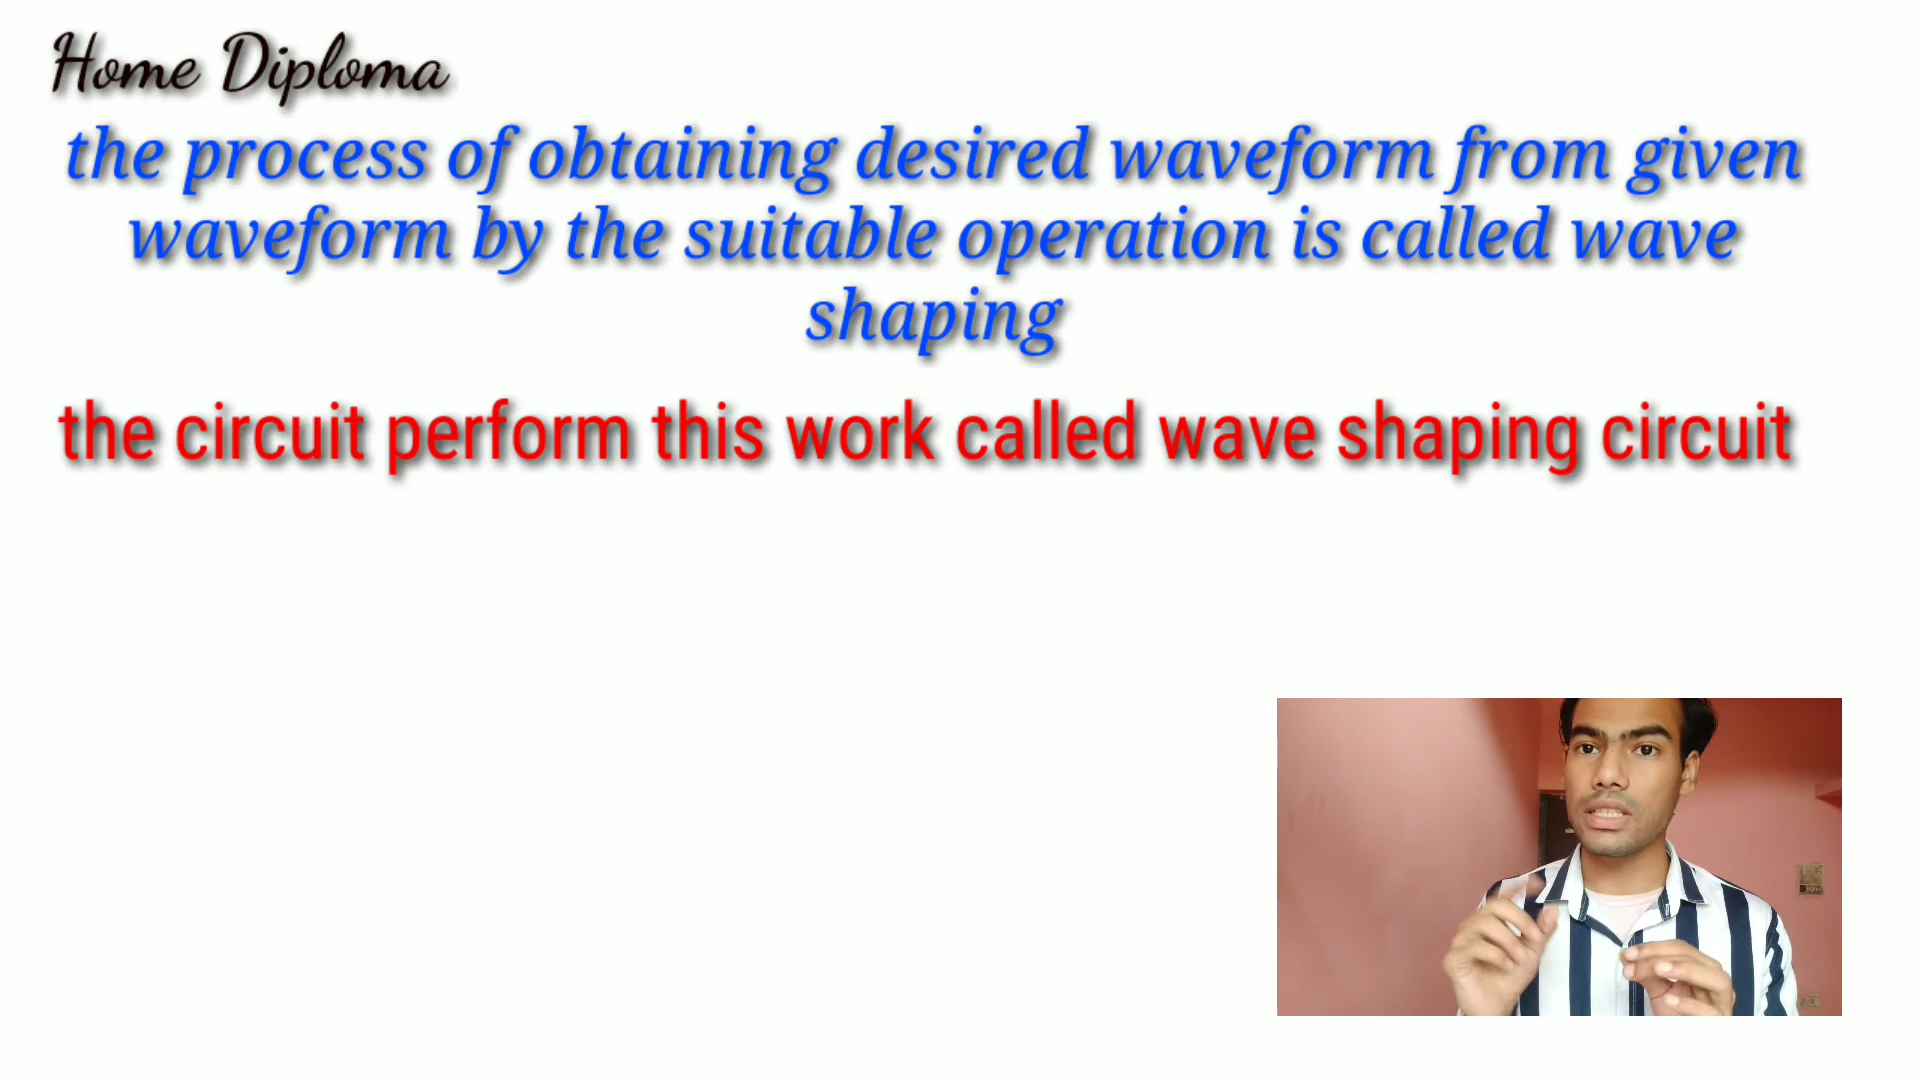 Home Diploma
the process of obtaining desired waveform from given
waveform by the suitable operation is called wave
shaping
the circuit perform this work called wave shaping circuit